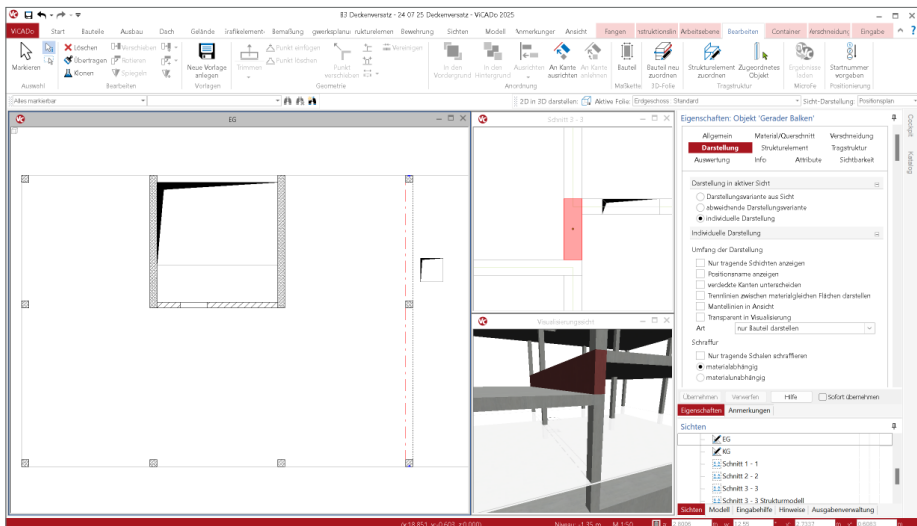 83 Deckenversatz - 24 07 25 Deckenversatz - ViCADo 2025
ViCADo Start Bauteile Ausbau Dach Gelände Grafikelement Bemaßung Bewehrung Sichten Modell Ansicht Fangen Arbeitsebene Bearbeiten Container Verschneidung Eingabe
Markieren
Löschen Verschieben
Übertragen Rotieren
Klonen Spiegeln
Neue Vorlage anlegen
Trimmen
Punkt einfügen
Punkt löschen
Punkt verschieben
Vereinigen
In den Vordergrund
In den Hintergrund
Ausrichten
An Kante ausrichten
An Kante anfahren
Bauteil
Bauteil neu zuordnen
Strukturelement zuordnen
Zugeordnetes Objekt
Ergebnisse laden
Startnummer vorgeben
Auswahl Bearbeiten Vorlagen Geometrie Anordnung Maßkette 3D-Folie Tragstruktur MicroFe Positionierung
Alles markierbar
2D in 3D darstellen: Aktive Folie: Erdgeschoss Standard Sicht-Darstellung: Positionsplan
EG
Schnitt 3 - 3
Visualisierungssicht
Eigenschaften: Objekt 'Gerader Balken'
Allgemein Material/Querschnitt Verschneidung
Darstellung Strukturelement Tragstruktur
Auswertung Info Attribute Sichtbarkeit
Darstellung in aktiver Sicht
Darstellungsvariante aus Sicht
abweichende Darstellungsvariante
individuelle Darstellung
Individuelle Darstellung
Umfang der Darstellung
Nur tragende Schichten anzeigen
Positionsname anzeigen
verdeckte Kanten unterscheiden
Trennlinien zwischen materialgleichen Flächen darstellen
Mantellinien in Ansicht
Transparent in Visualisierung
Art nur Bauteil darstellen
Schraffur
Nur tragende Schalen schraffieren
materialabhängig
materialunabhängig
Übernehmen Verwerfen Hilfe Sofort übernehmen
Eigenschaften Anmerkungen
Sichten
EG
KG
Schnitt 1 - 1
Schnitt 2 - 2
Schnitt 3 - 3
Schnitt 3 - 3 Strukturmodell
Sichten Modell Eingabehilfe Hinweise Ausgabenverwaltung
Cockpit
Katalog
Niveau: -1.35 m M 1:50